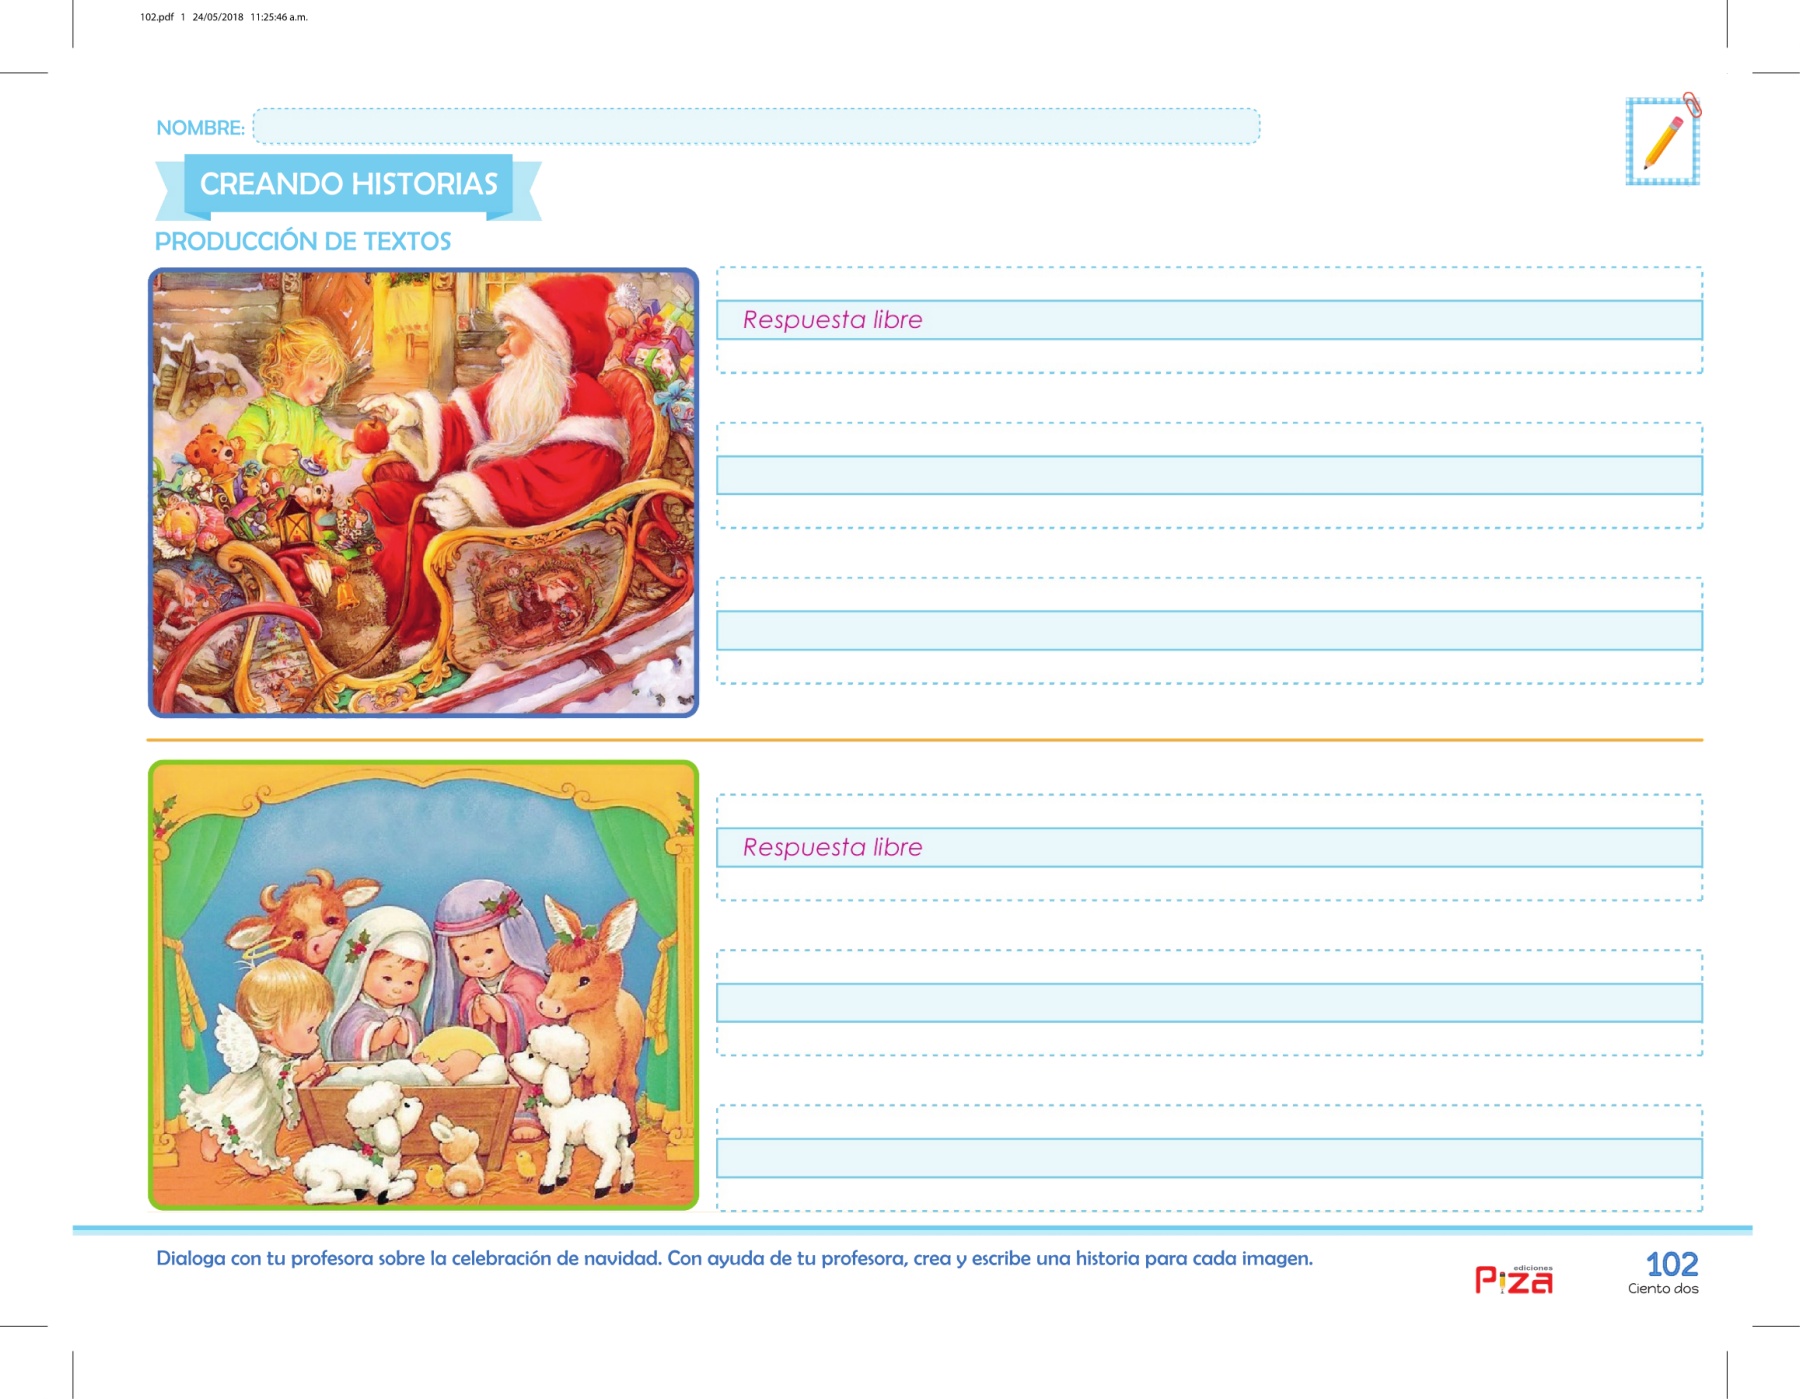 102.pdf 1 24/05/2018 11:25:46 a.m.
NOMBRE:
CREANDO HISTORIAS
PRODUCCIÓN DE TEXTOS
Respuesta libre
Respuesta libre
Dialoga con tu profesora sobre la celebración de navidad. Con ayuda de tu profesora, crea y escribe una historia para cada imagen.
ediciones
Piza
102
Ciento dos